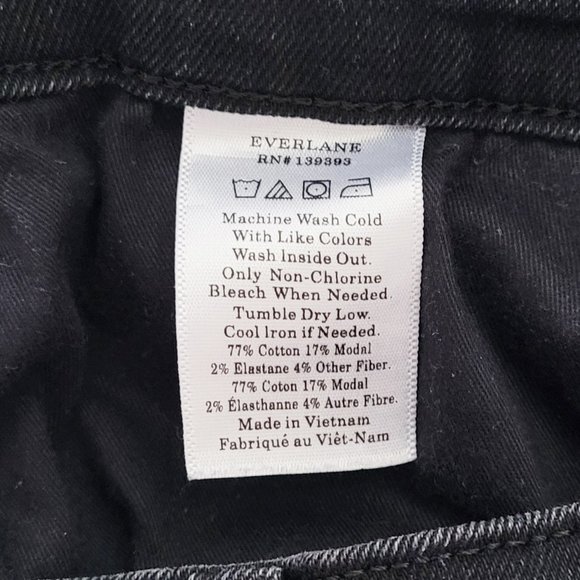 EVERLANE
RN# 139393
Machine Wash Cold
With Like Colors
Wash Inside Out.
Only Non-Chlorine
Bleach When Needed.
Tumble Dry Low.
Cool Iron if Needed.
77% Cotton 17% Modal
2% Elastane 4% Other Fiber.
77% Coton 17% Modal
2% Élasthanne 4% Autre Fibre.
Made in Vietnam
Fabriqué au Viêt-Nam